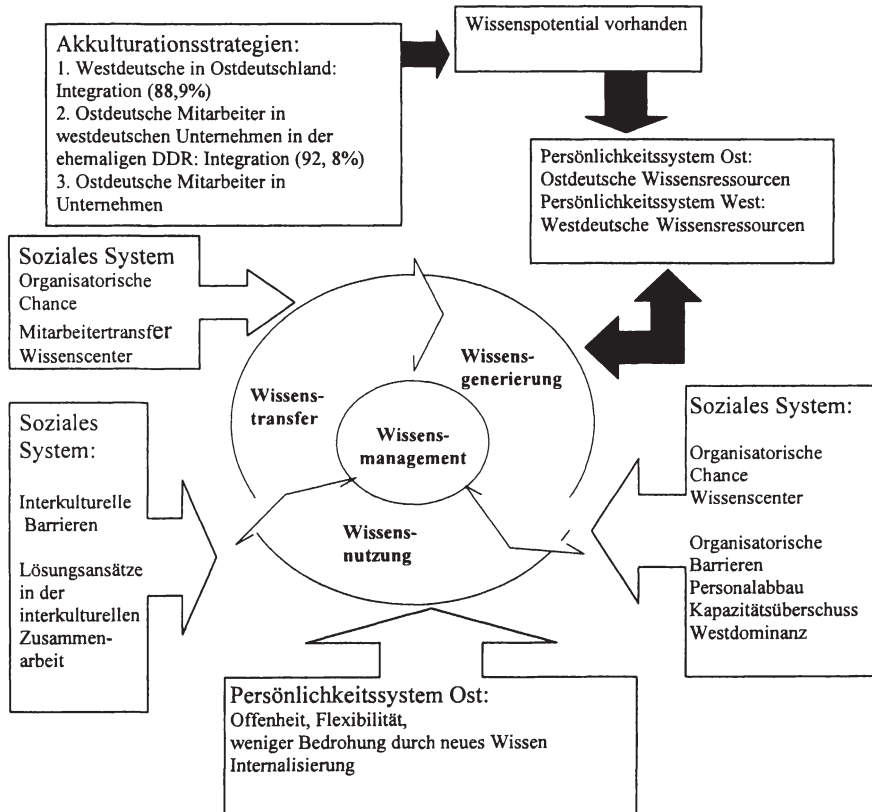 Akkulturationsstrategien:
1. Westdeutsche in Ostdeutschland:
Integration (88,9%)
2. Ostdeutsche Mitarbeiter in
westdeutschen Unternehmen in der
ehemaligen DDR: Integration (92, 8%)
3. Ostdeutsche Mitarbeiter in
Unternehmen
Wissenspotential vorhanden
Persönlichkeitssystem Ost:
Ostdeutsche Wissensressourcen
Persönlichkeitssystem West:
Westdeutsche Wissensressourcen
Soziales System
Organisatorische
Chance
Mitarbeitertransfer
Wissenscenter
Wissens-
generierung
Wissens-
transfer
Wissens-
management
Wissens-
nutzung
Soziales
System:
Interkulturelle
Barrieren
Lösungsansätze
in der
interkulturellen
Zusammen-
arbeit
Soziales System:
Organisatorische
Chance
Wissenscenter
Organisatorische
Barrieren
Personalabbau
Kapazitätsüberschuss
Westdominanz
Persönlichkeitssystem Ost:
Offenheit, Flexibilität,
weniger Bedrohung durch neues Wissen
Internalisierung